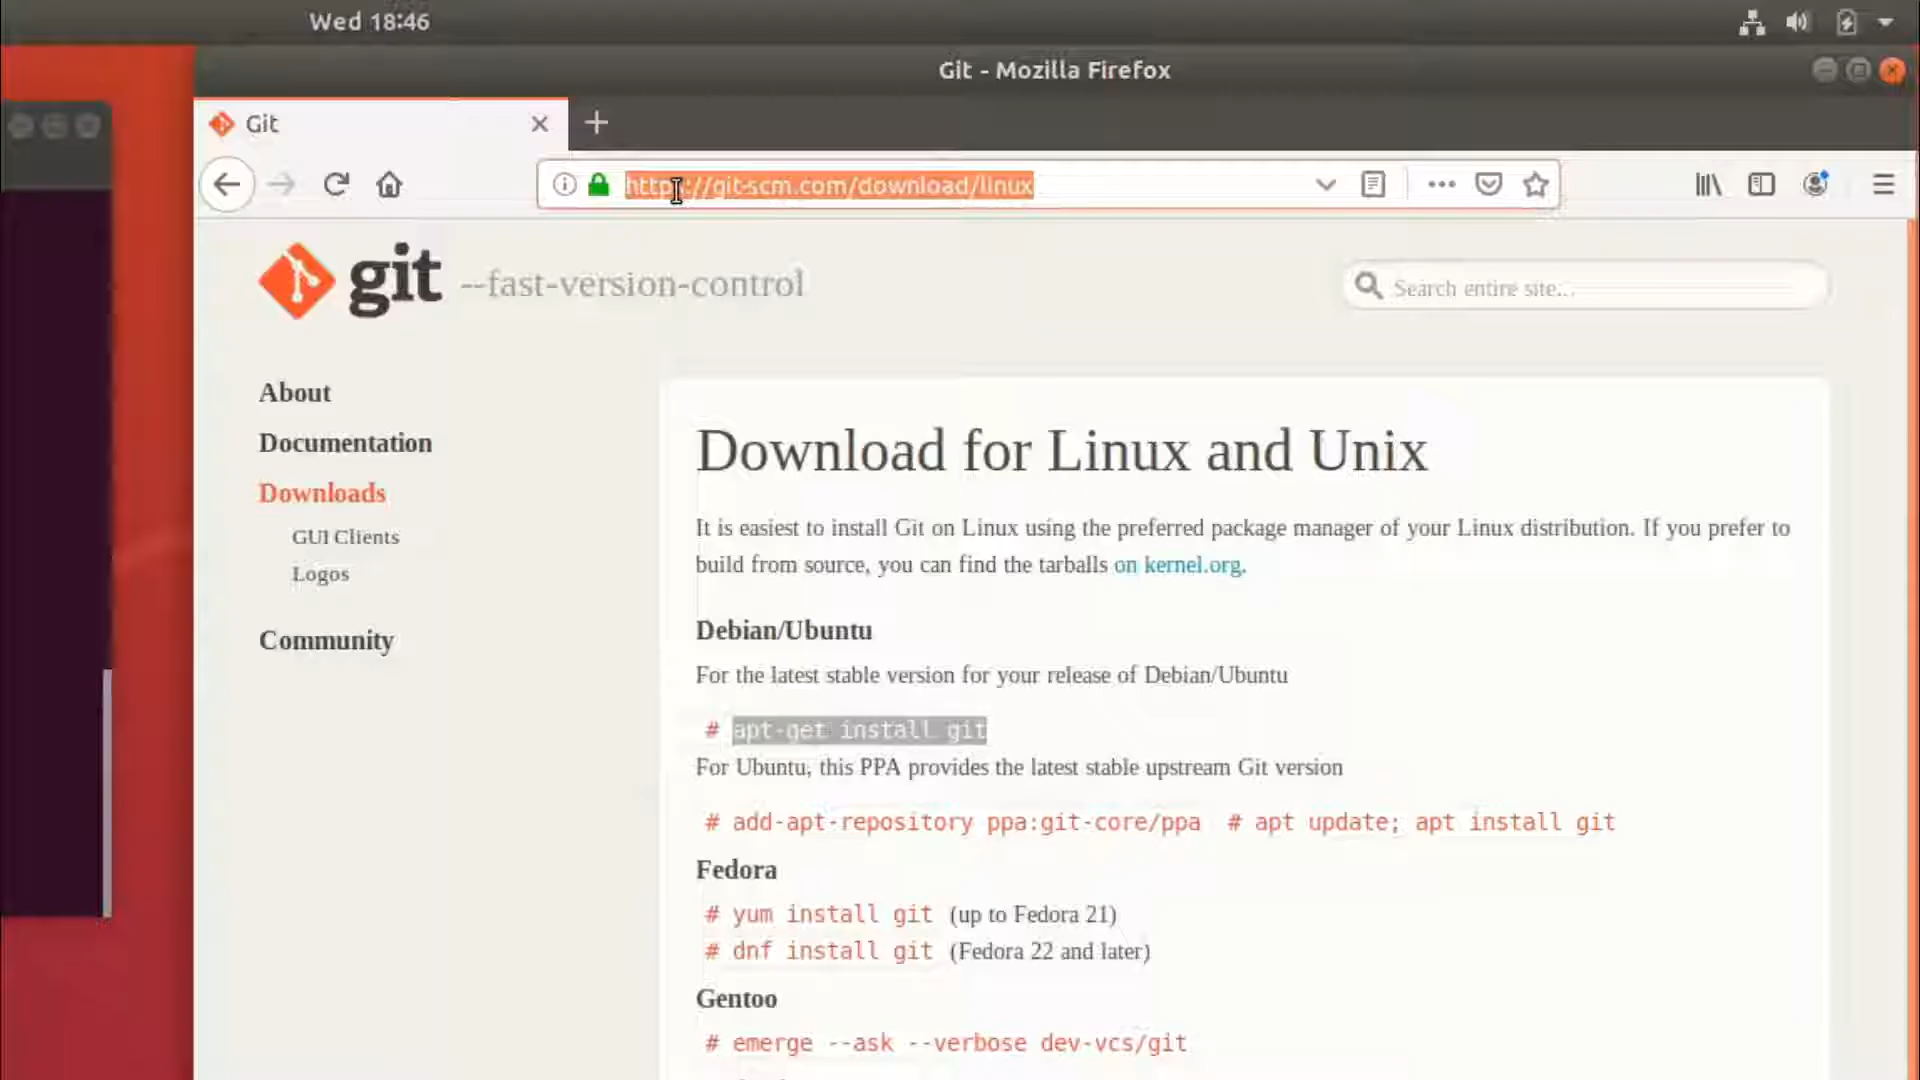 Wed 18:46
Git - Mozilla Firefox
Git
https://git-scm.com/download/linux
git --fast-version-control
Search entire site...
About
Documentation
Downloads
GUI Clients
Logos
Community
Download for Linux and Unix
It is easiest to install Git on Linux using the preferred package manager of your Linux distribution. If you prefer to
build from source, you can find the tarballs on kernel.org.
Debian/Ubuntu
For the latest stable version for your release of Debian/Ubuntu
# apt-get install git
For Ubuntu, this PPA provides the latest stable upstream Git version
# add-apt-repository ppa:git-core/ppa # apt update; apt install git
Fedora
# yum install git (up to Fedora 21)
# dnf install git (Fedora 22 and later)
Gentoo
# emerge --ask --verbose dev-vcs/git